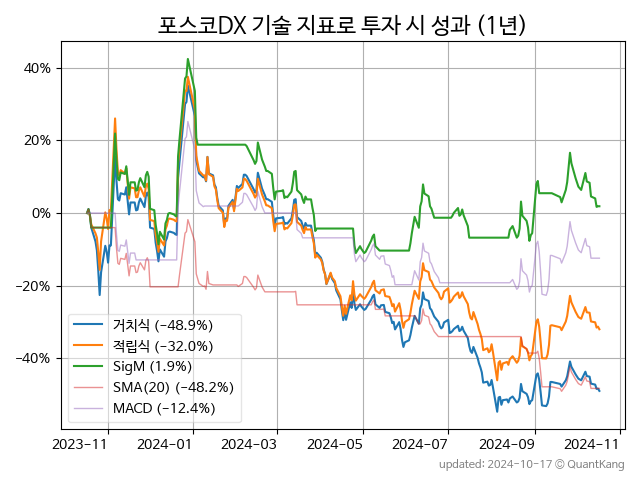 포스코DX 기술 지표로 투자 시 성과 (1년)
40%
20%
0%
−20%
−40%
거치식 (−48.9%)
적립식 (−32.0%)
SigM (1.9%)
SMA(20) (−48.2%)
MACD (−12.4%)
2023−11 2024−01 2024−03 2024−05 2024−07 2024−09 2024−11
updated: 2024-10-17 © QuantKang